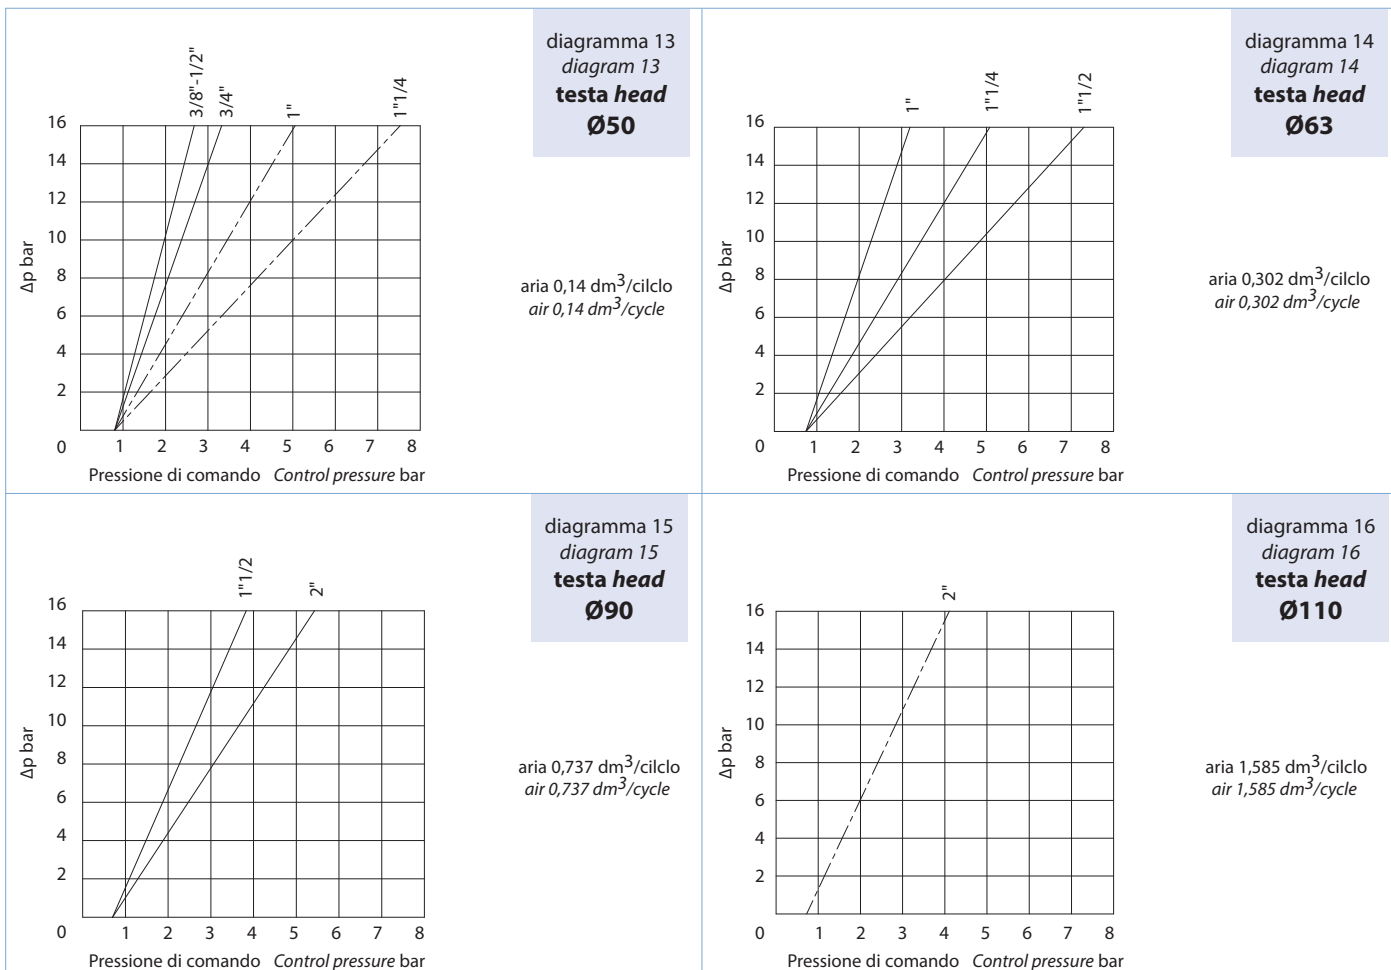 diagramma 13
diagram 13
testa head
Ø50
3/8"-1/2"
3/4"
1"
1"1/4
16
14
12
10
8
6
4
2
0
Δp bar
1 2 3 4 5 6 7 8
Pressione di comando Control pressure bar
aria 0,14 dm³/cilclo
air 0,14 dm³/cycle
diagramma 14
diagram 14
testa head
Ø63
1"
1"1/4
1"1/2
16
14
12
10
8
6
4
2
0
Δp bar
1 2 3 4 5 6 7 8
Pressione di comando Control pressure bar
aria 0,302 dm³/cilclo
air 0,302 dm³/cycle
diagramma 15
diagram 15
testa head
Ø90
1"1/2
2"
16
14
12
10
8
6
4
2
0
Δp bar
1 2 3 4 5 6 7 8
Pressione di comando Control pressure bar
aria 0,737 dm³/cilclo
air 0,737 dm³/cycle
diagramma 16
diagram 16
testa head
Ø110
2"
16
14
12
10
8
6
4
2
0
Δp bar
1 2 3 4 5 6 7 8
Pressione di comando Control pressure bar
aria 1,585 dm³/cilclo
air 1,585 dm³/cycle